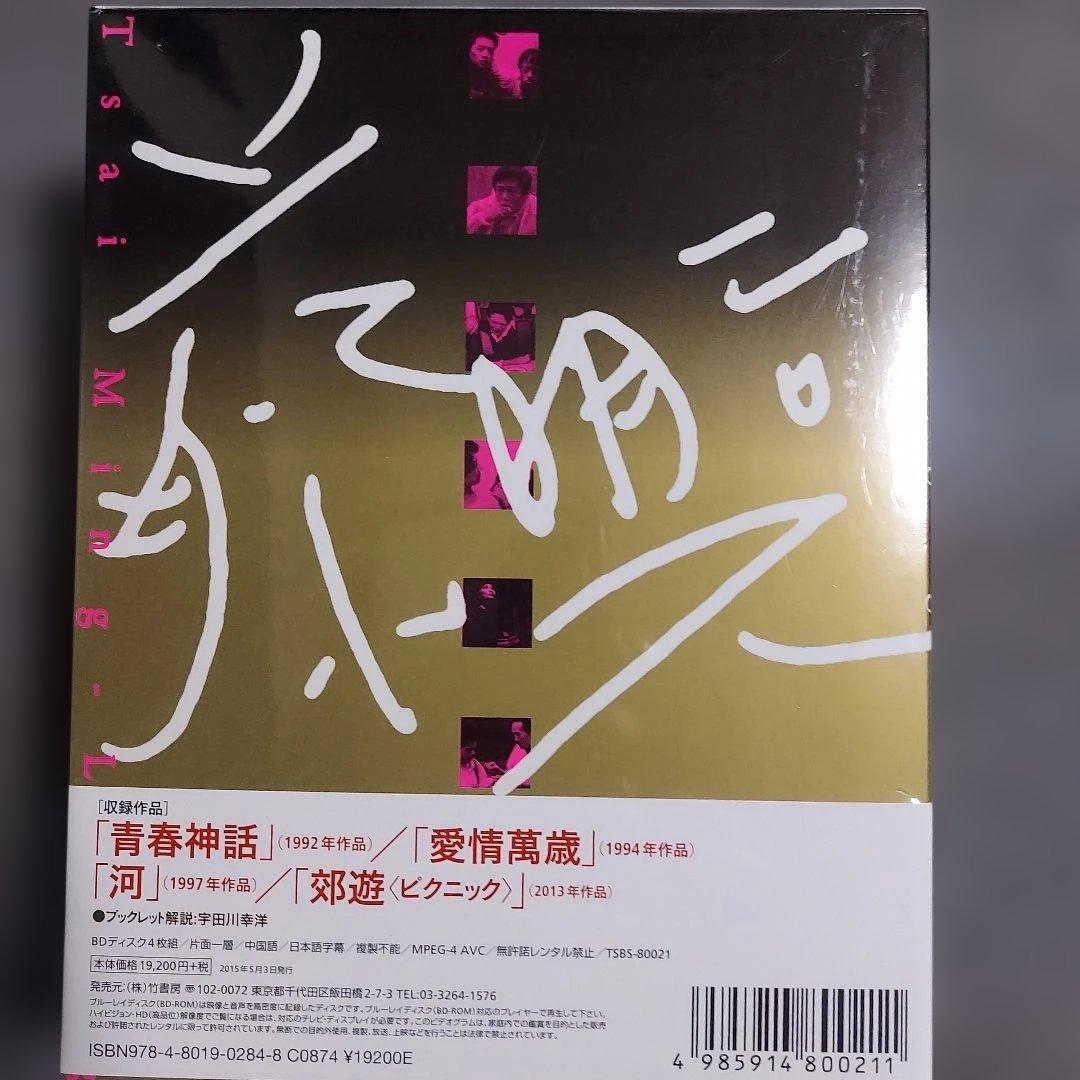 Tsai Ming-L
蔡明亮
[収録作品]
「青春神話」(1992年作品)／「愛情萬歳」(1994年作品)
「河」(1997年作品)／「郊遊〈ピクニック〉」(2013年作品)
●ブックレット解説:宇田川幸洋
BDディスク4枚組／片面一層／中国語／日本語字幕／複製不能／MPEG-4 AVC／無許諾レンタル禁止／TSBS-80021
本体価格19,200円+税 2015年5月3日発行
発売元:(株)竹書房 〠102-0072 東京都千代田区飯田橋2-7-3 TEL:03-3264-1576
ブルーレイディスク(BD-ROM)は映像と音声を高密度に記録したディスクです。ブルーレイディスク(BD-ROM)対応のプレイヤーで再生して下さい。
ハイビジョン・HD(高品位)解像度でご覧になる場合は、対応のテレビ・ディスプレイが必要です。このビデオグラムは、家庭内での鑑賞を目的とした販売
および許諾されたレンタルに限って許可されています。無断での目的外使用、複製、放送、上映などを行うことは法律で禁止されています。
ISBN978-4-8019-0284-8 C0874 ¥19200E
4 985914 800211